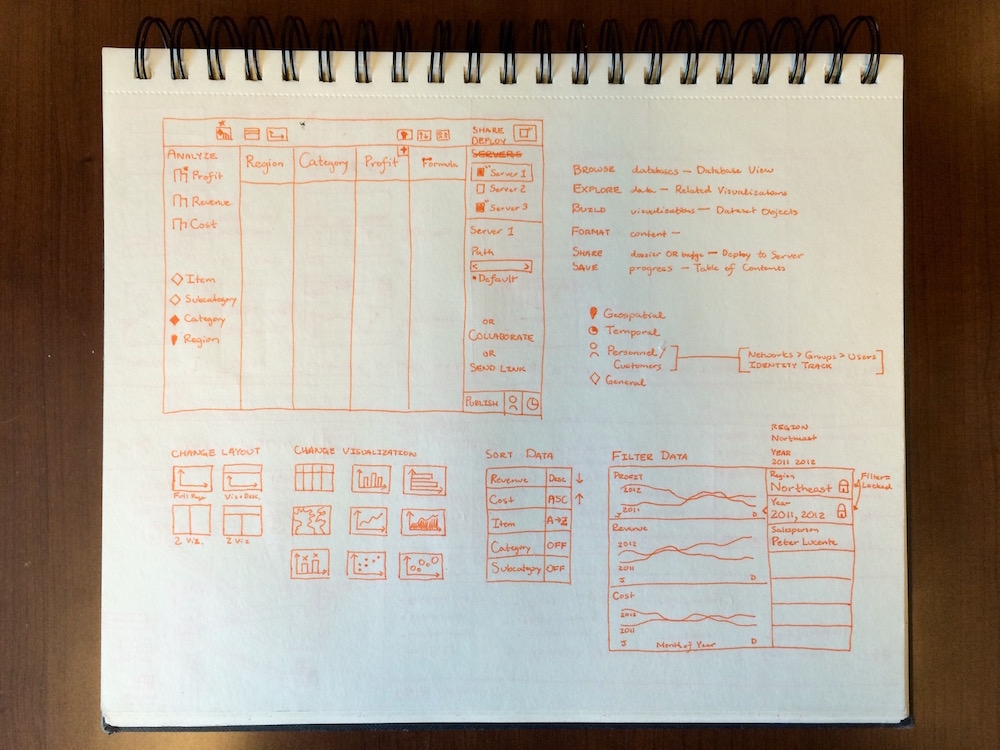 SHARE
DEPLOY
ANALYZE
Profit
Revenue
Cost
Item
Subcategory
Category
Region
Region
Category
Profit
+
Formula
SERVERS
Server 1
Server 2
Server 3
Server 1
Path
< >
*Default
OR
COLLABORATE
OR
SEND LINK
PUBLISH
BROWSE databases — Database View
EXPLORE data — Related Visualizations
BUILD visualizations — Dataset Objects
FORMAT content —
SHARE dossier OR badge — Deploy to Server
SAVE progress — Table of Contents
Geospatial
Temporal
Personnel/
Customers
General
Networks > Groups > Users
IDENTITY TRACK
CHANGE LAYOUT
Full Page
Viz + Desc.
2 Viz.
2 Viz
CHANGE VISUALIZATION
SORT DATA
Revenue DESC ↓
Cost ASC ↑
Item A→Z
Category OFF
Subcategory OFF
FILTER DATA
REGION
Northeast
YEAR
2011 2012
PROFIT
2012
2011
J D
Revenue
2012
2011
J D
Cost
2012
2011
J Month of Year D
Region
Northeast
Year
2011, 2012
Salesperson
Peter Lucente
Filters
Locked